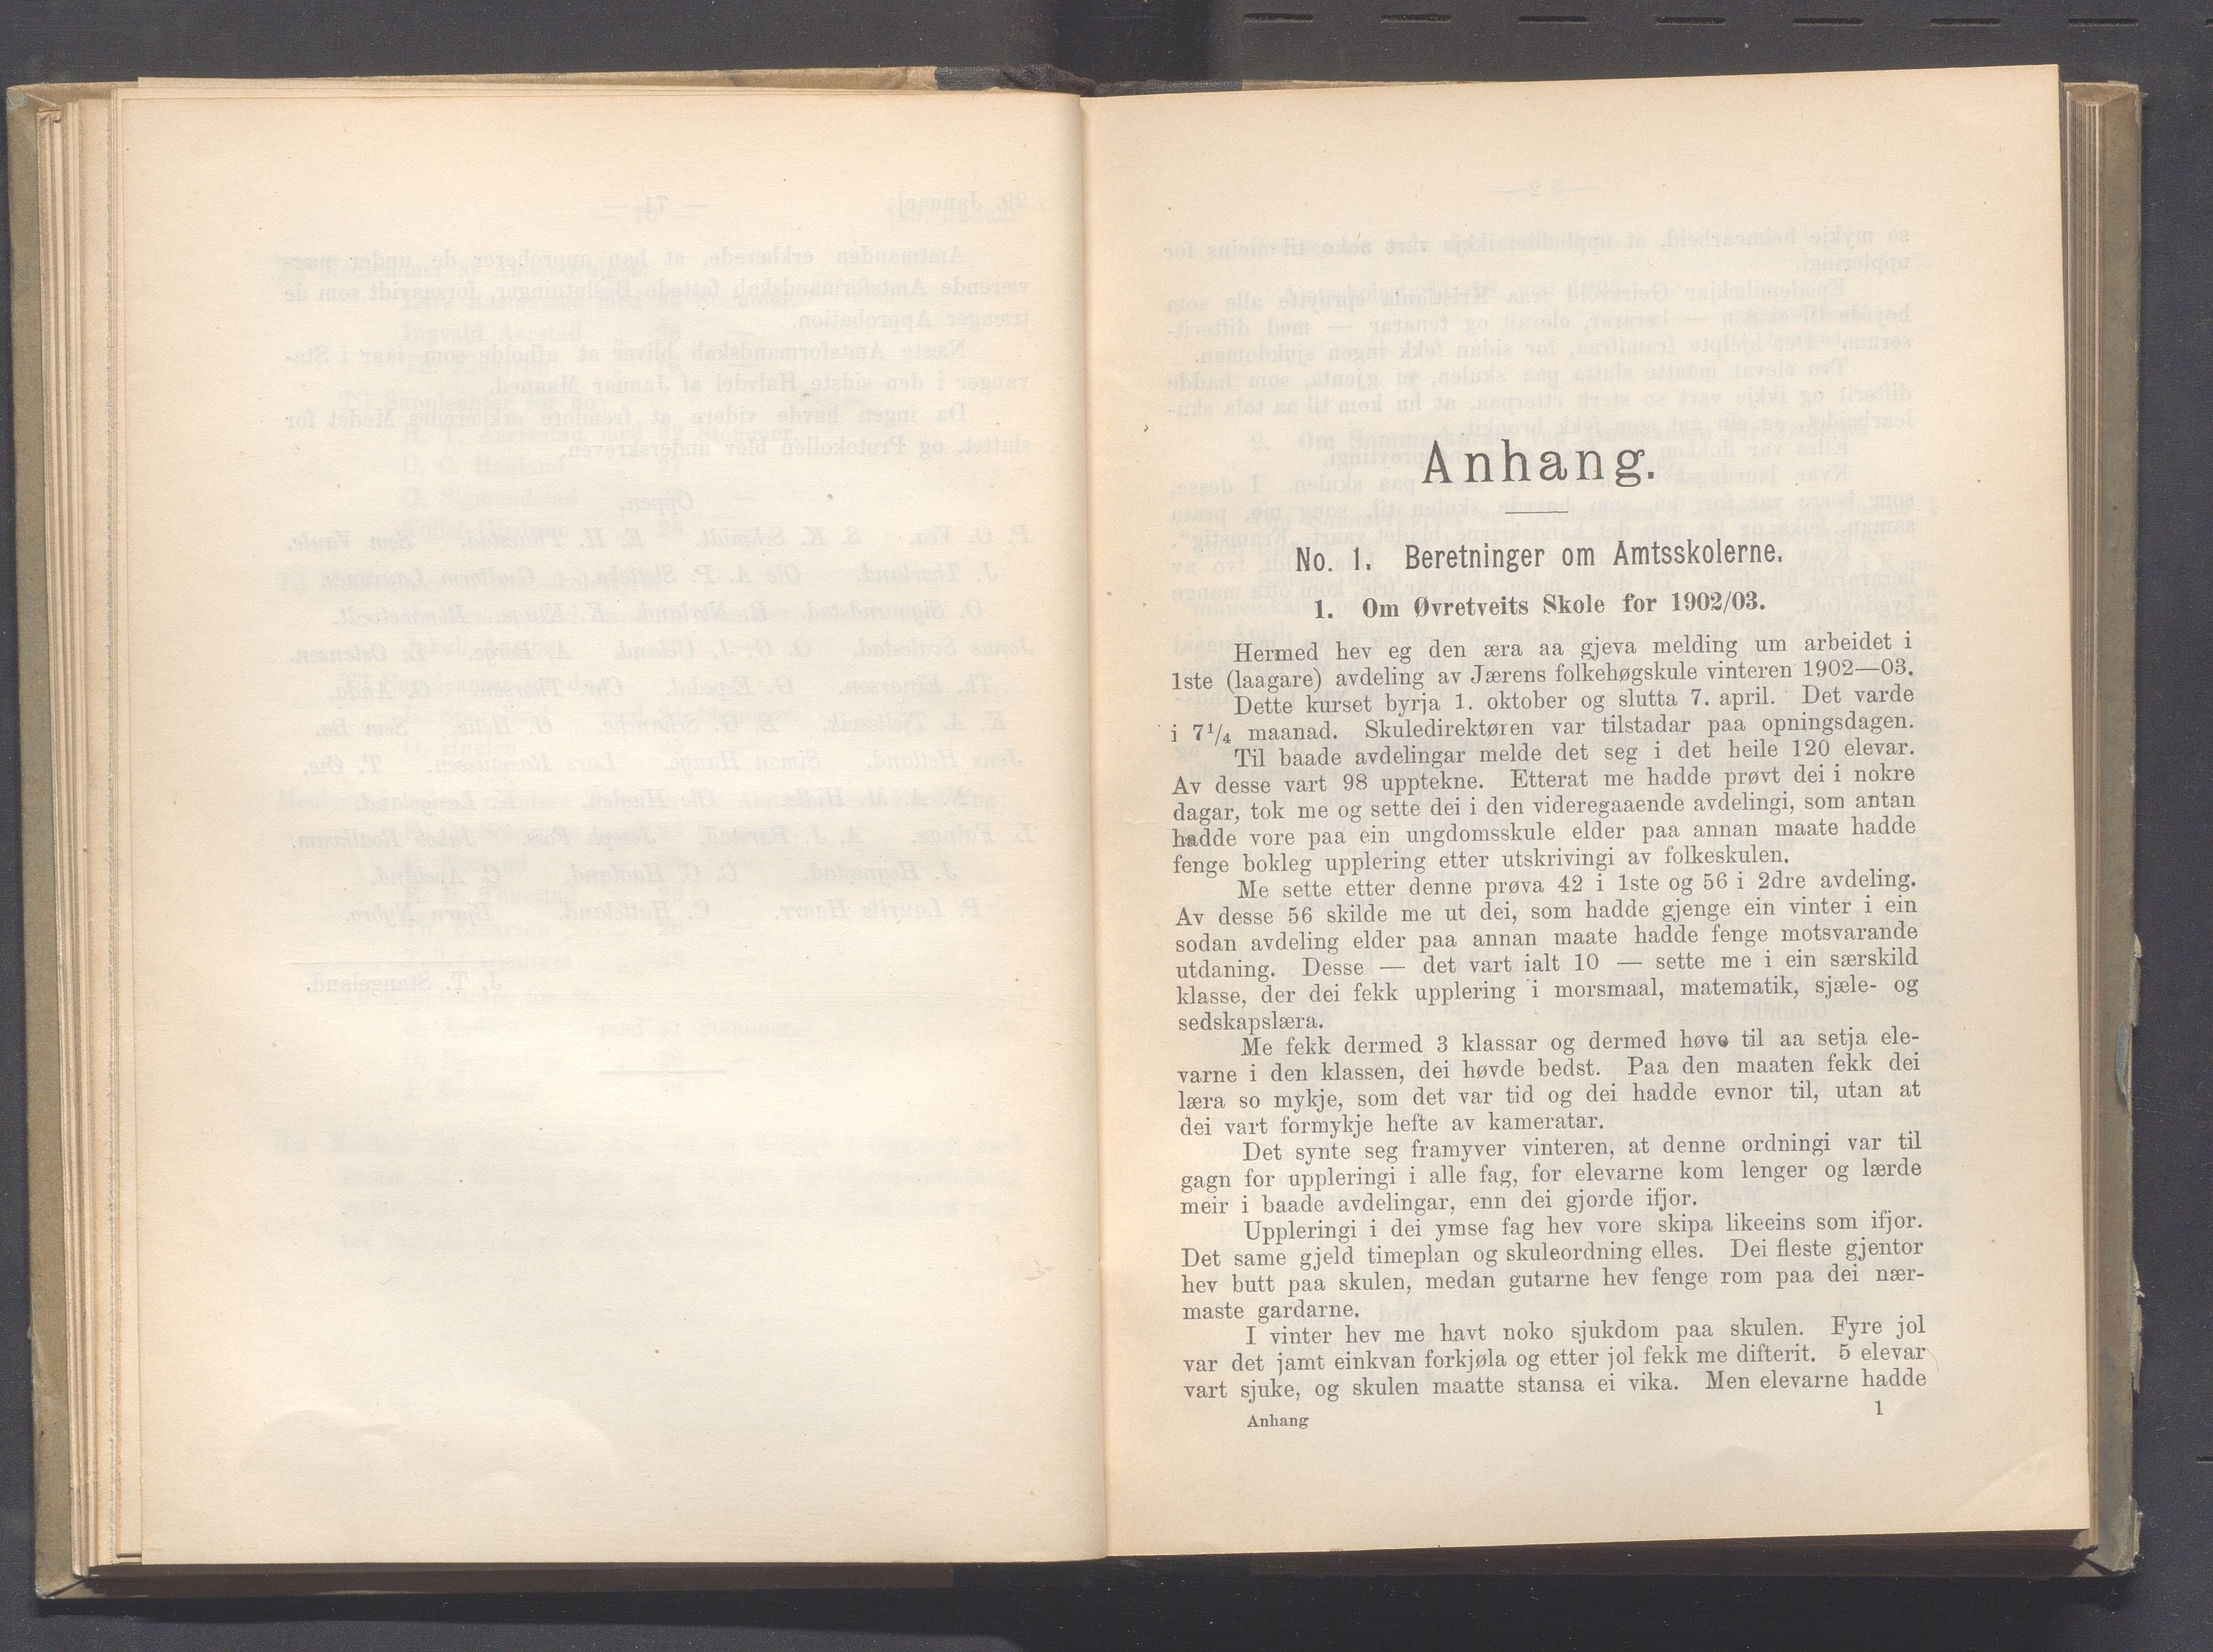 Anhang.
No. 1. Beretninger om Amtsskolerne.
1. Om Øvretveits Skole for 1902/03.
Hermed hev eg den æra aa gjeva melding um arbeidet i
1ste (laagare) avdeling av Jærens folkehøgskule vinteren 1902—03.
Dette kurset byrja 1. oktober og slutta 7. april. Det varde
i 7¹/₄ maanad. Skuledirektøren var tilstadar paa opningsdagen.
Til baade avdelingar melde det seg i det heile 120 elevar.
Av desse vart 98 upptekne. Etterat me hadde prøvt dei i nokre
dagar, tok me og sette dei i den videregaaende avdelingi, som antan
hadde vore paa ein ungdomsskule elder paa annan maate hadde
fenge bokleg upplering etter utskrivingi av folkeskulen.
Me sette etter denne prøva 42 i 1ste og 56 i 2dre avdeling.
Av desse 56 skilde me ut dei, som hadde gjenge ein vinter i ein
sodan avdeling elder paa annan maate hadde fenge motsvarande
utdaning. Desse — det vart ialt 10 — sette me i ein særskild
klasse, der dei fekk upplering i morsmaal, matematik, sjæle- og
sedskapslæra.
Me fekk dermed 3 klassar og dermed høve til aa setja ele-
varne i den klassen, dei høvde bedst. Paa den maaten fekk dei
læra so mykje, som det var tid og dei hadde evnor til, utan at
dei vart formykje hefte av kameratar.
Det synte seg framyver vinteren, at denne ordningi var til
gagn for uppleringi i alle fag, for elevarne kom lenger og lærde
meir i baade avdelingar, enn dei gjorde ifjor.
Uppleringi i dei ymse fag hev vore skipa likeeins som ifjor.
Det same gjeld timeplan og skuleordning elles. Dei fleste gjentor
hev butt paa skulen, medan gutarne hev fenge rom paa dei nær-
maste gardarne.
I vinter hev me havt noko sjukdom paa skulen. Fyre jol
var det jamt einkvan forkjøla og etter jol fekk me difterit. 5 elevar
vart sjuke, og skulen maatte stansa ei vika. Men elevarne hadde
Anhang 1